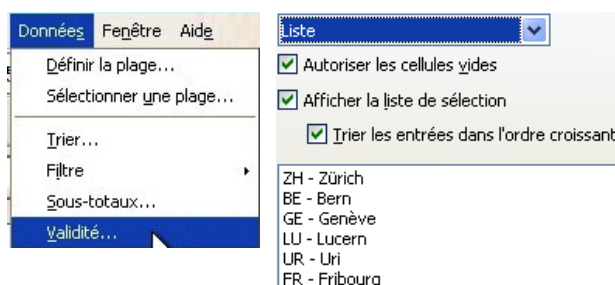 Données Fenêtre Aide
Définir la plage...
Sélectionner une plage...
Trier...
Filtre
Sous-totaux...
Validité...
Liste
Autoriser les cellules vides
Afficher la liste de sélection
Trier les entrées dans l'ordre croissant
ZH - Zürich
BE - Bern
GE - Genève
LU - Lucern
UR - Uri
FR - Fribourg